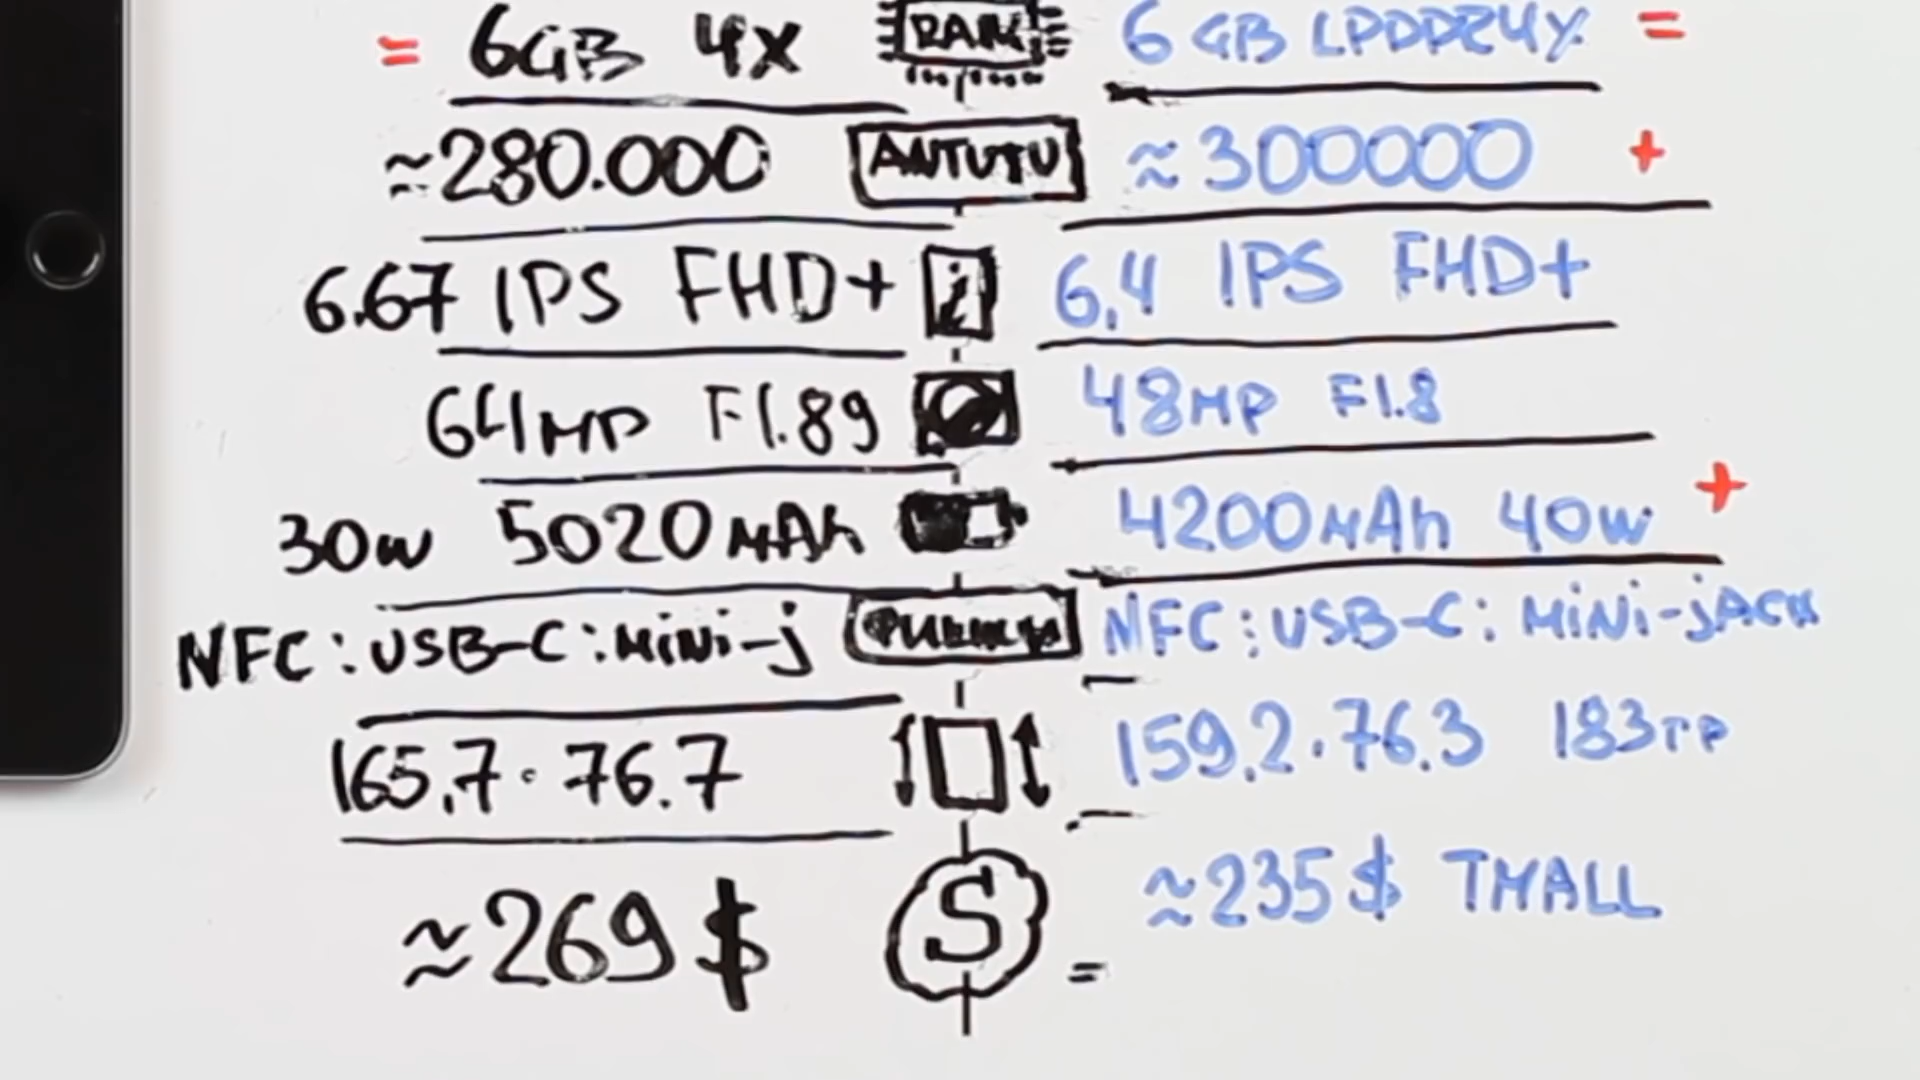 = 6GB 4X RAM 6 GB LPDDR4X =
≈280.000 ANTUTU ≈300000 +
6.67 IPS FHD+ i 6,4 IPS FHD+
64MP F1.89 48MP F1.8
30W 5020MAh 4200MAh 40W +
NFC:USB-C:MiNi-j ФИШКИ NFC:USB-C:MiNi-jACK
165,7·76.7 159,2·76.3 183гр
≈269$ S = ≈235$ TMALL